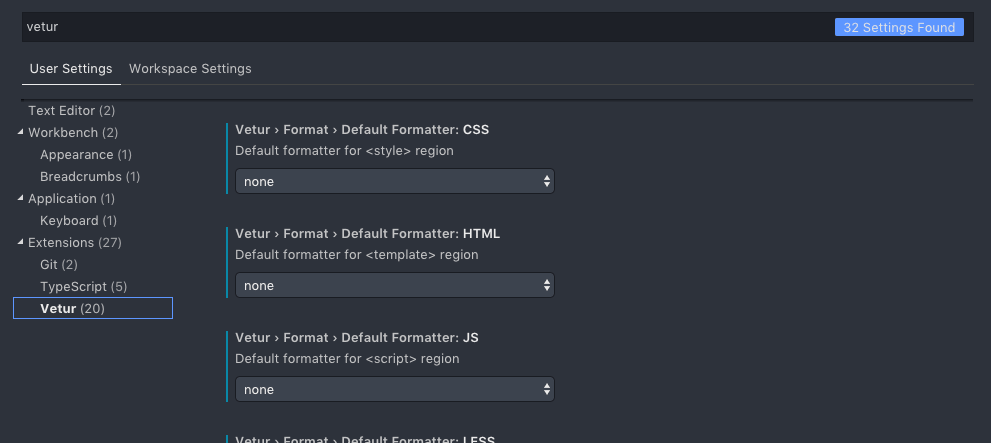 vetur
32 Settings Found
User Settings
Workspace Settings
Text Editor (2)
Workbench (2)
Appearance (1)
Breadcrumbs (1)
Application (1)
Keyboard (1)
Extensions (27)
Git (2)
TypeScript (5)
Vetur (20)
Vetur › Format › Default Formatter: CSS
Default formatter for <style> region
none
Vetur › Format › Default Formatter: HTML
Default formatter for <template> region
none
Vetur › Format › Default Formatter: JS
Default formatter for <script> region
none
Vetur › Format › Default Formatter: LESS